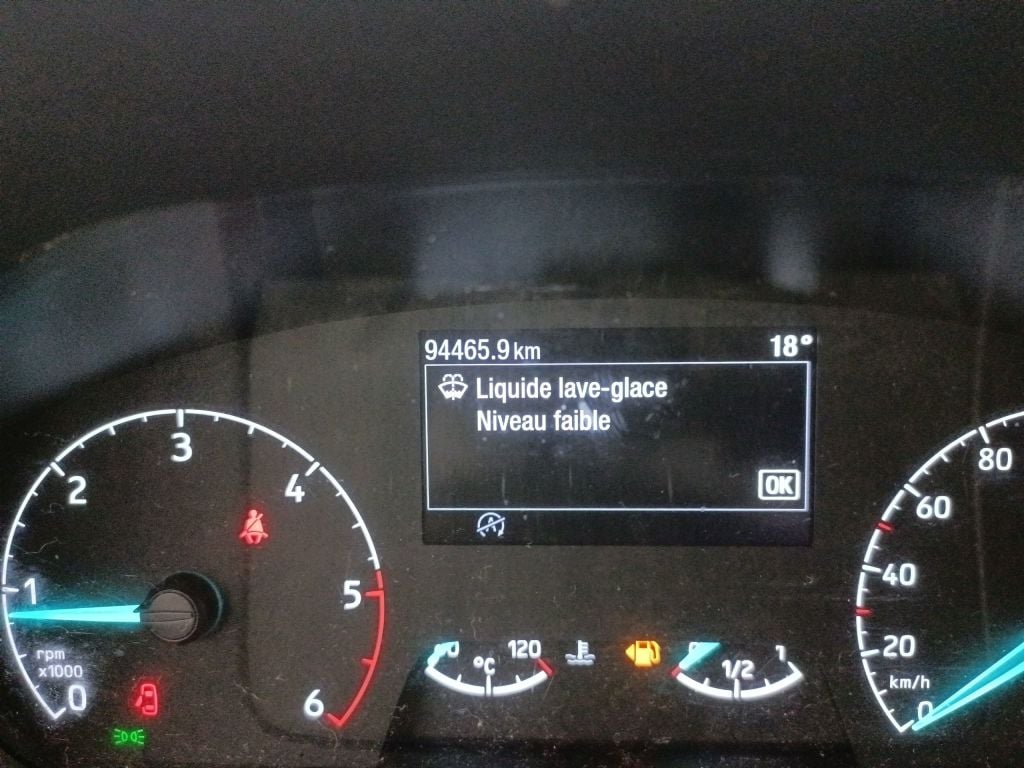 94465.9 km 18°
Liquide lave-glace
Niveau faible
OK
A
0
1
2
3
4
5
6
rpm
x1000
120
°C
1/2
1
0
20
40
60
80
km/h